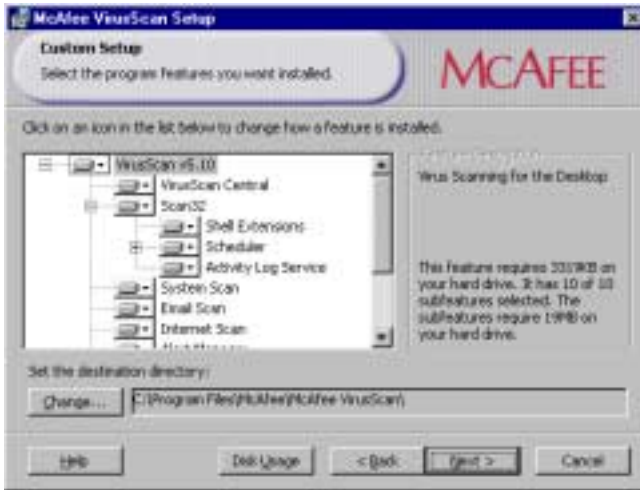 McAfee VirusScan Setup
Custom Setup
Select the program features you want installed.
McAFEE
Click on an icon in the list below to change how a feature is installed.
VirusScan v5.10
VirusScan Central
Scan32
Shell Extensions
Scheduler
Activity Log Service
System Scan
Email Scan
Internet Scan
Virus Scanning for the Desktop
This feature requires on
your hard drive. It has 10 of 10
subfeatures selected. The
subfeatures require 19MB on
your hard drive.
Set the destination directory:
Change...
C:\Program Files\McAfee\McAfee VirusScan\
Help
Disk Usage
< Back
Next >
Cancel